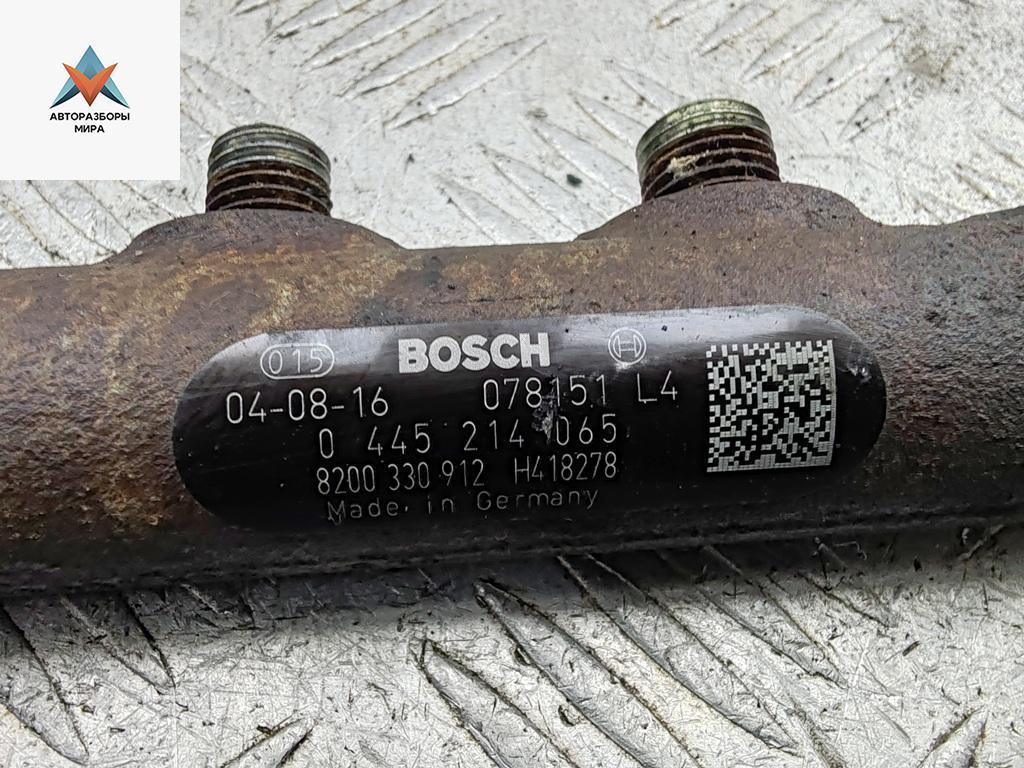 АВТОРАЗБОРЫ
МИРА
015 BOSCH
04-08-16 078151 L4
0 445 214 065
8200 330 912 H418278
Made in Germany